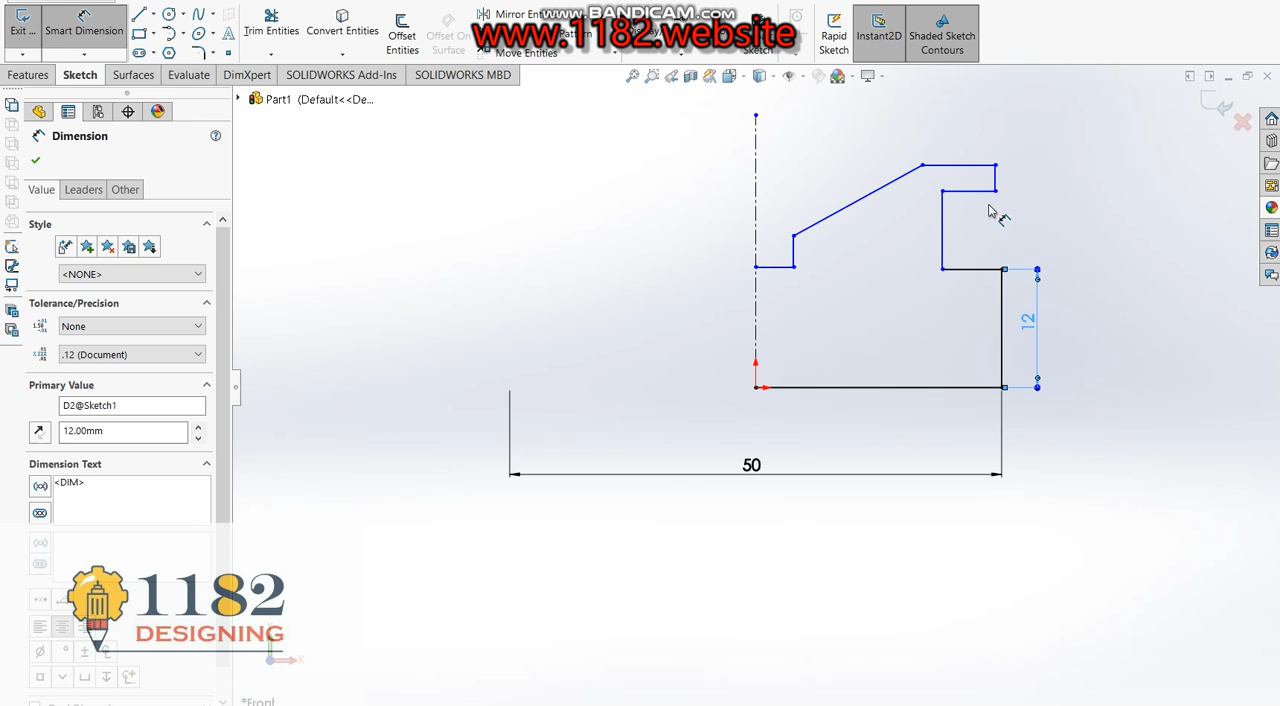 www.BANDICAM.com
www.1182.website
Exit ...
Smart Dimension
Trim Entities
Convert Entities
Offset Entities
Offset On Surface
Mirror Enti
Pattern
Move Entities
Rapid Sketch
Instant2D
Shaded Sketch Contours
Features
Sketch
Surfaces
Evaluate
DimXpert
SOLIDWORKS Add-Ins
SOLIDWORKS MBD
Part1 (Default<<De...
Dimension
Value
Leaders
Other
Style
<NONE>
Tolerance/Precision
None
.12 (Document)
Primary Value
D2@Sketch1
12.00mm
Dimension Text
<DIM>
12
50
1182
DESIGNING
X
*Front